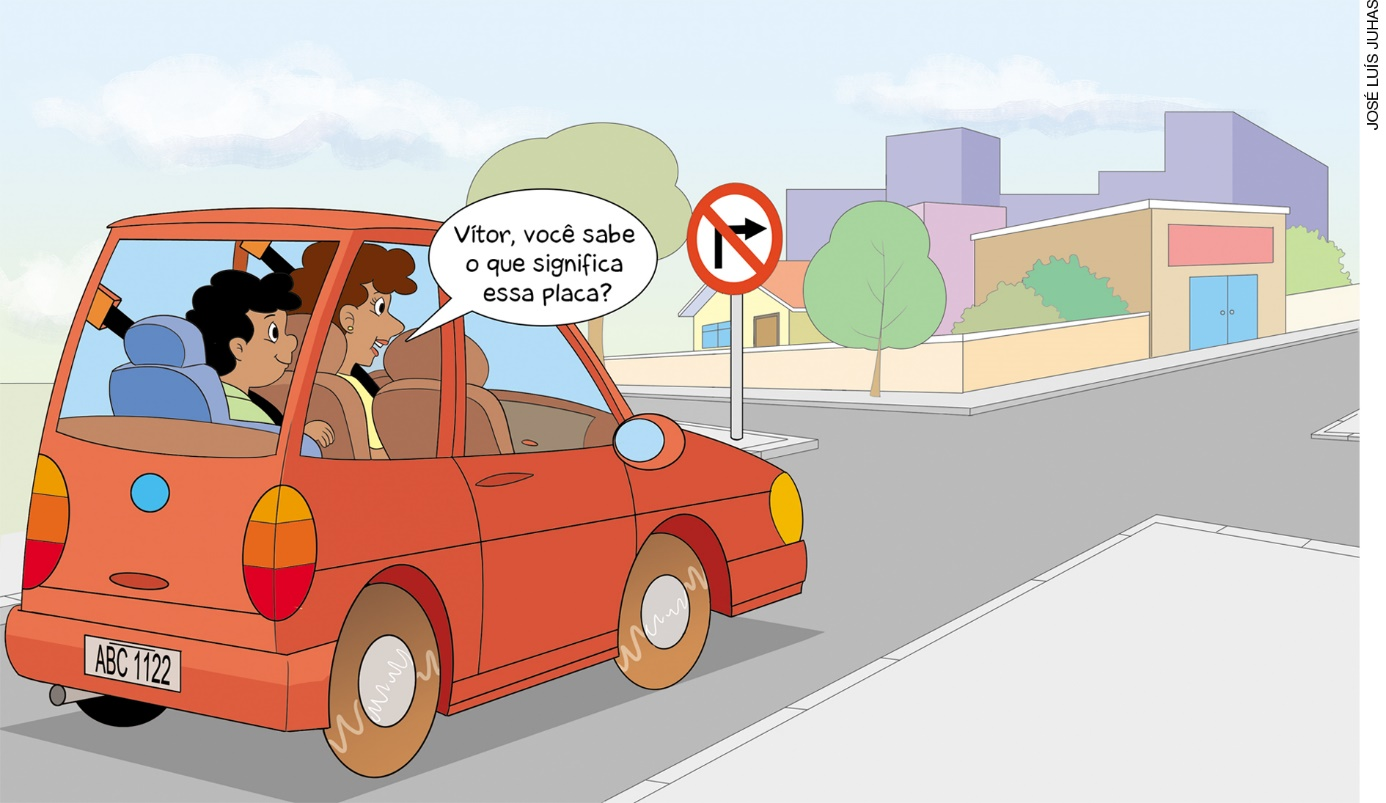 Vítor, você sabe
o que significa
essa placa?
ABC 1122
JOSÉ LUÍS JUHAS